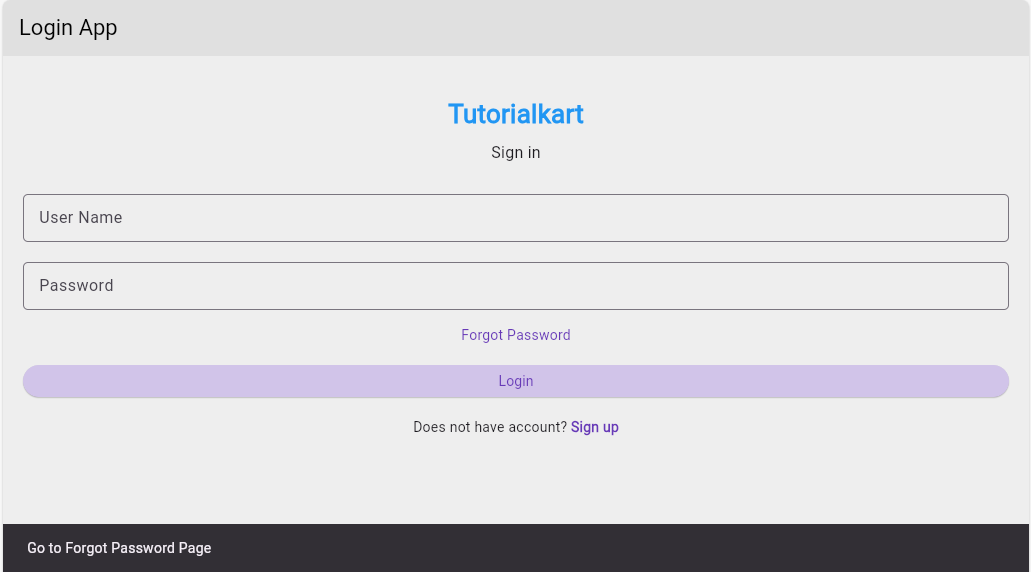 Login App
Tutorialkart
Sign in
User Name
Password
Forgot Password
Login
Does not have account? Sign up
Go to Forgot Password Page